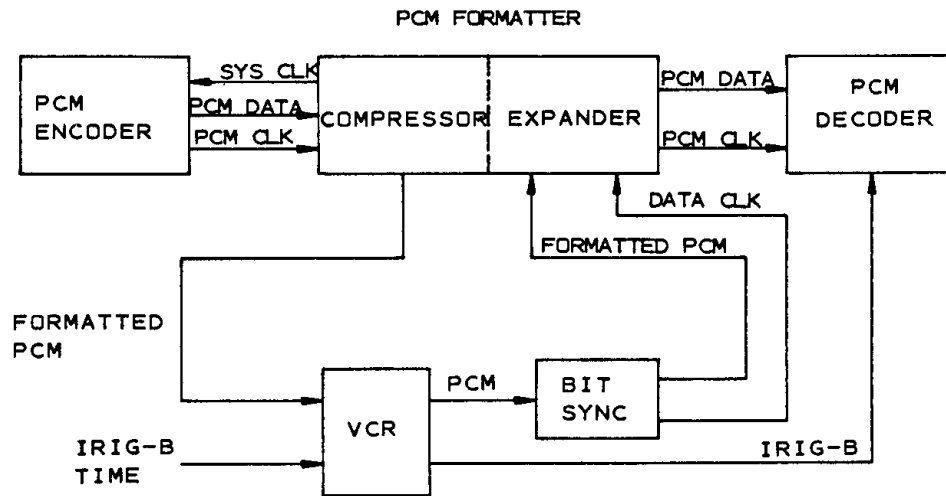 PCM FORMATTER
SYS CLK
PCM DATA
PCM CLK
PCM
ENCODER
COMPRESSOR
EXPANDER
PCM DATA
PCM CLK
PCM
DECODER
DATA CLK
FORMATTED PCM
FORMATTED
PCM
PCM
BIT
SYNC
VCR
IRIG-B
TIME
IRIG-B